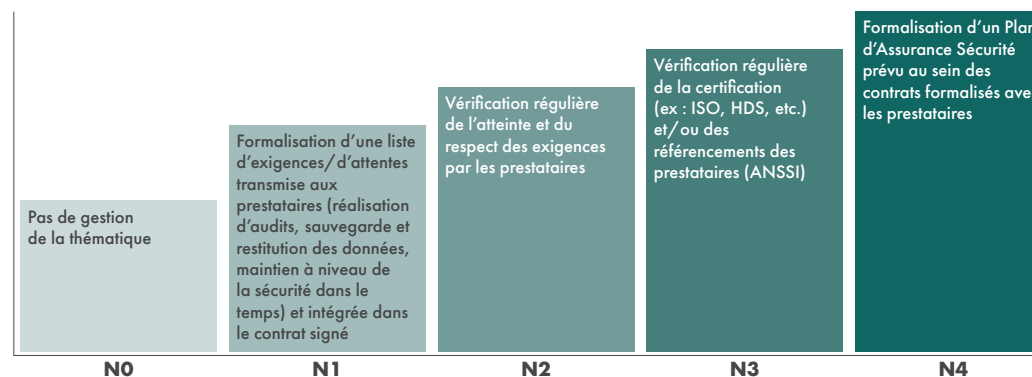 Pas de gestion
de la thématique
Formalisation d’une liste
d’exigences/d’attentes
transmise aux
prestataires (réalisation
d’audits, sauvegarde et
restitution des données,
maintien à niveau de
la sécurité dans le
temps) et intégrée dans
le contrat signé
Vérification régulière
de l’atteinte et du
respect des exigences
par les prestataires
Vérification régulière
de la certification
(ex : ISO, HDS, etc.)
et/ou des
référencements des
prestataires (ANSSI)
Formalisation d’un Plan
d’Assurance Sécurité
prévu au sein des
contrats formalisés ave
les prestataires
N0
N1
N2
N3
N4